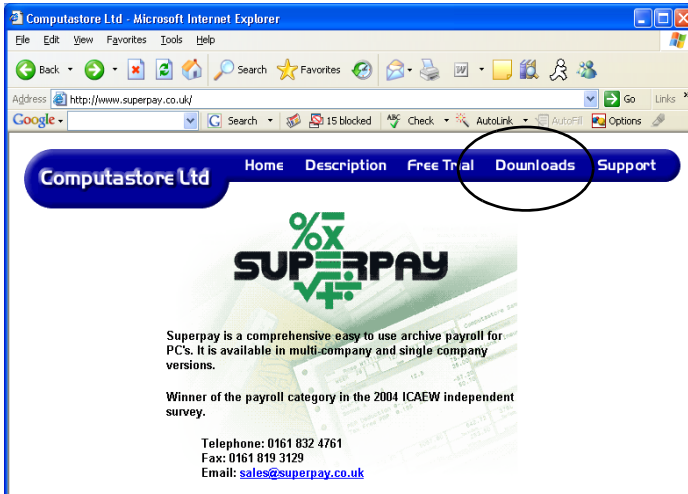 Computastore Ltd - Microsoft Internet Explorer
File Edit View Favorites Tools Help
Back Search Favorites
Address http://www.superpay.co.uk/ Go Links »
Google - G Search 15 blocked ABC Check AutoLink AutoFill Options
Computastore Ltd Home Description Free Trial Downloads Support
%X
SUPERPAY
√+÷
Superpay is a comprehensive easy to use archive payroll for
PC's. It is available in multi-company and single company
versions.
Winner of the payroll category in the 2004 ICAEW independent
survey.
Telephone: 0161 832 4761
Fax: 0161 819 3129
Email: sales@superpay.co.uk